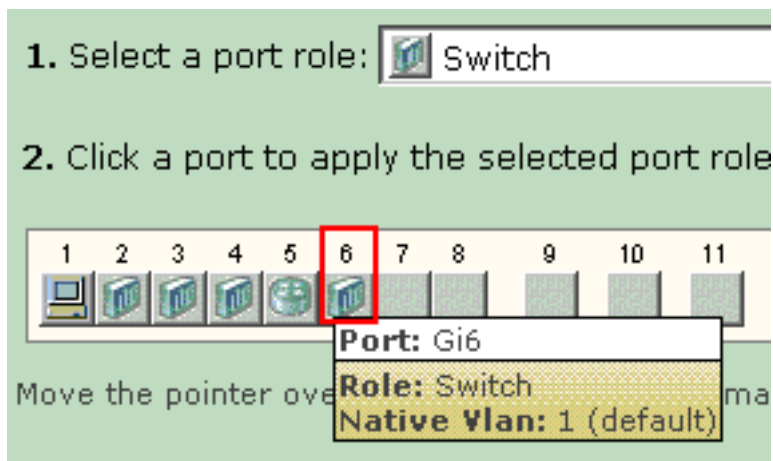 1. Select a port role: Switch
2. Click a port to apply the selected port role
1 2 3 4 5 6 7 8 9 10 11
Port: Gi6
Role: Switch
Move the pointer ove
Native Vlan: 1 (default)
ma